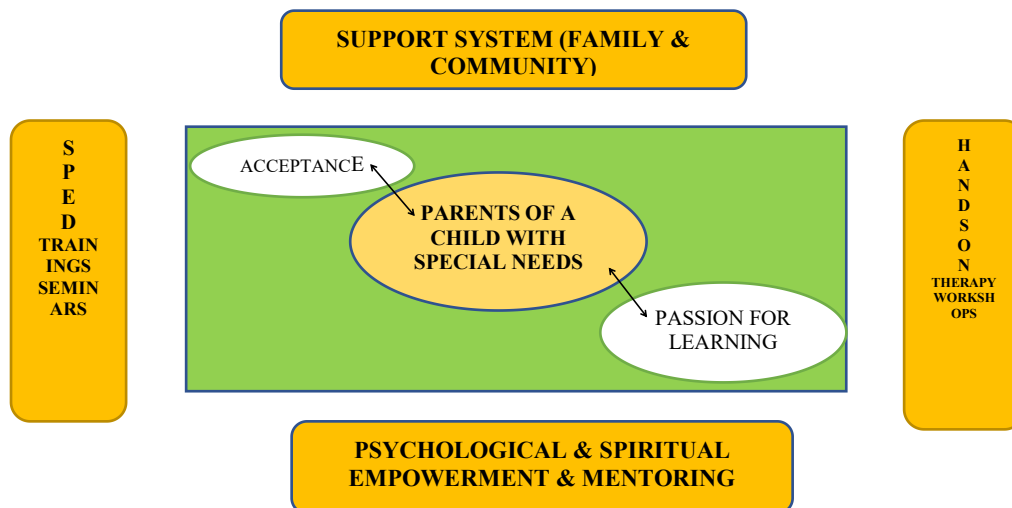 SUPPORT SYSTEM (FAMILY &
COMMUNITY)
S
P
E
D
TRAIN
INGS
SEMIN
ARS
ACCEPTANCE
PARENTS OF A
CHILD WITH
SPECIAL NEEDS
PASSION FOR
LEARNING
H
A
N
D
S
O
N
THERAPY
WORKSH
OPS
PSYCHOLOGICAL & SPIRITUAL
EMPOWERMENT & MENTORING